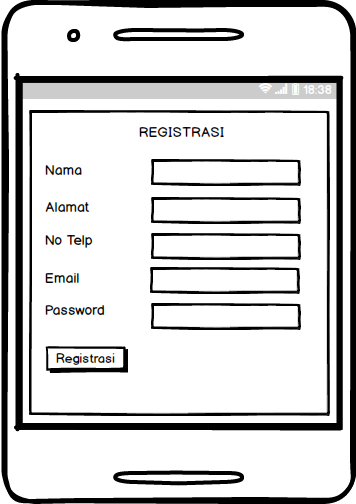 18:38
REGISTRASI
Nama
Alamat
No Telp
Email
Password
Registrasi